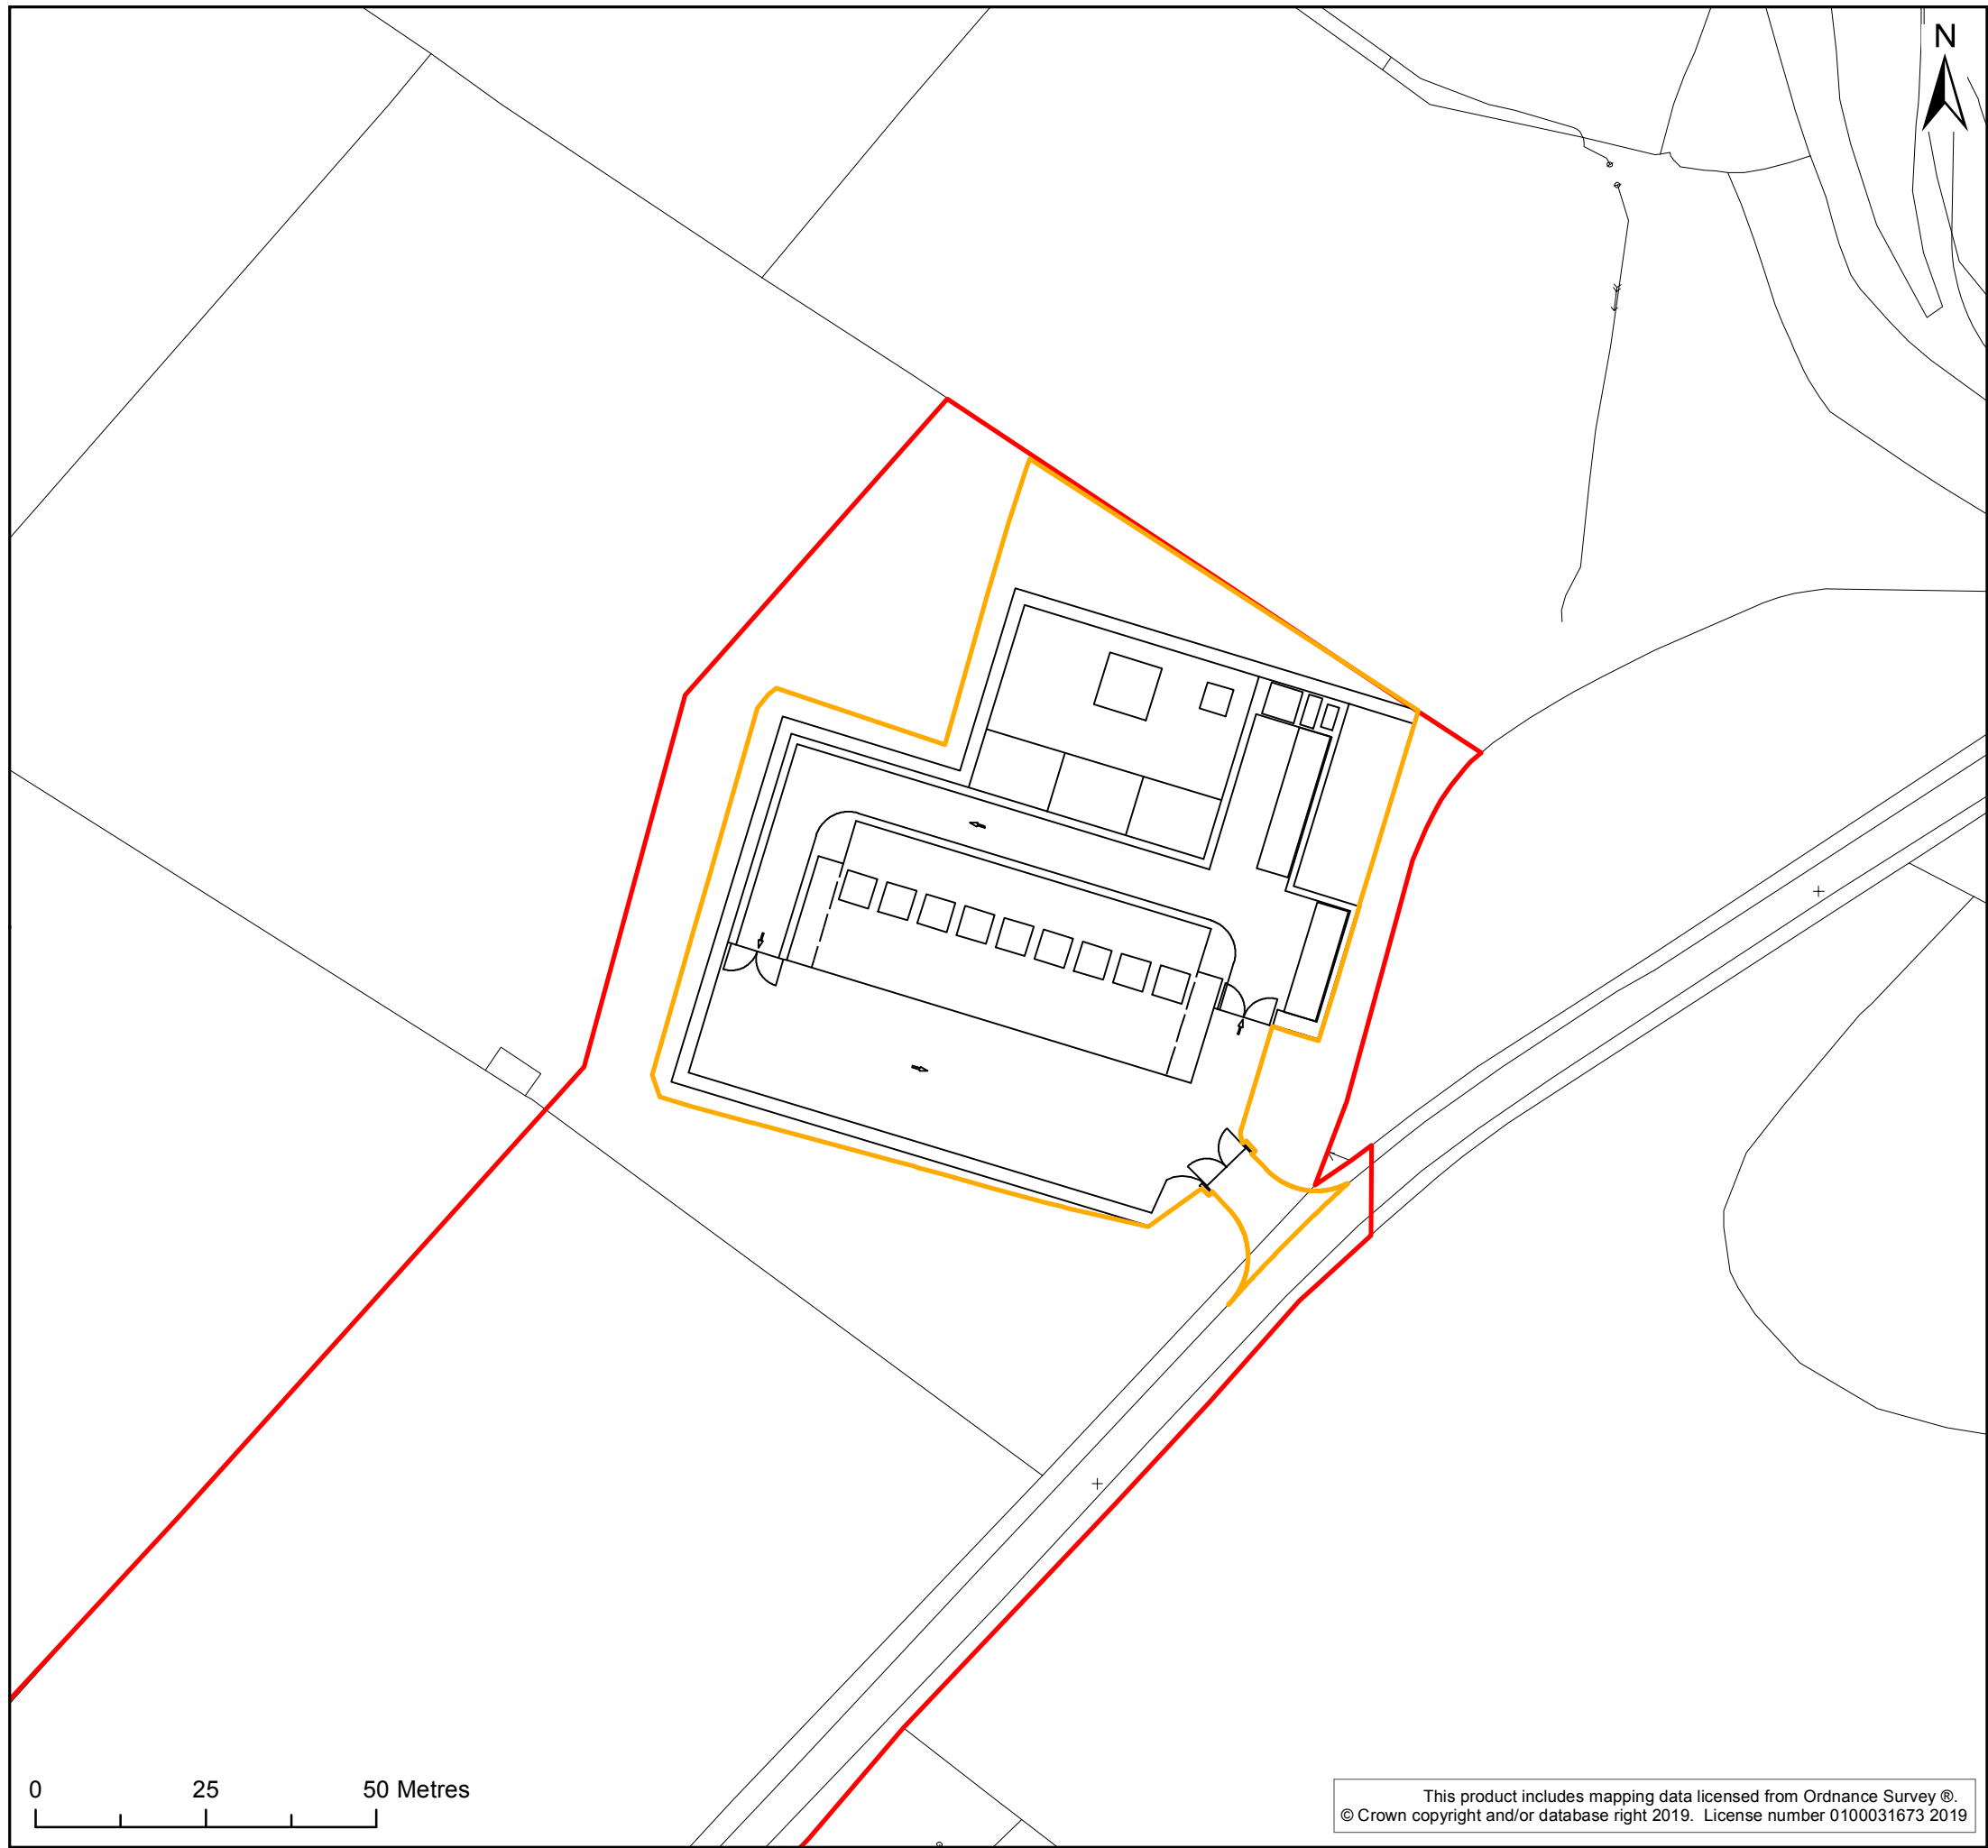 N
0 25 50 Metres
This product includes mapping data licensed from Ordnance Survey ®.
© Crown copyright and/or database right 2019. License number 0100031673 2019